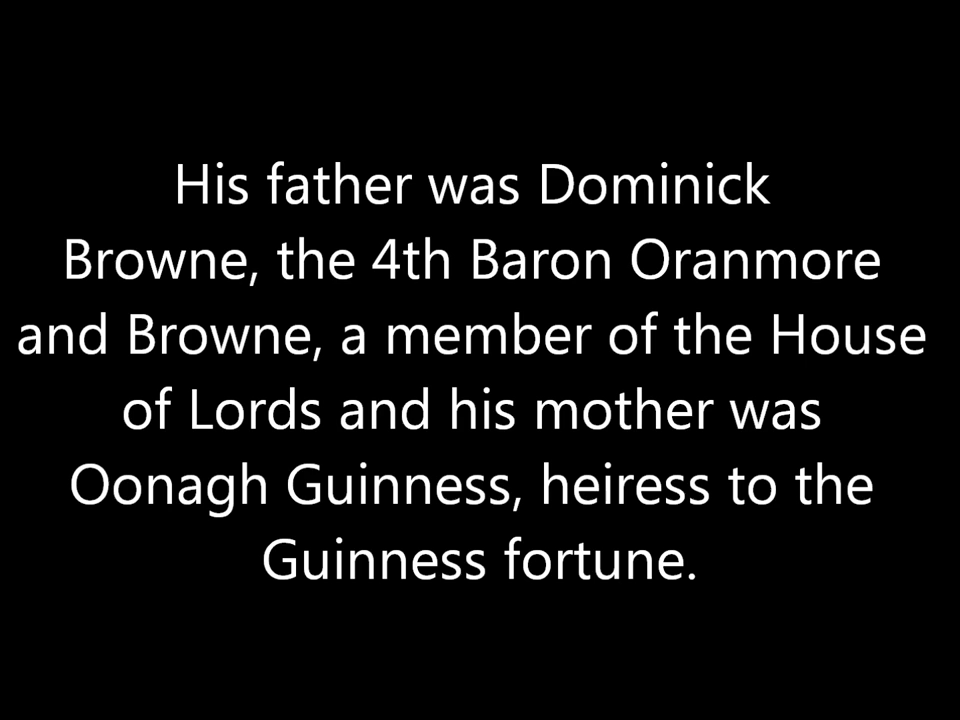 His father was Dominick
Browne, the 4th Baron Oranmore
and Browne, a member of the House
of Lords and his mother was
Oonagh Guinness, heiress to the
Guinness fortune.